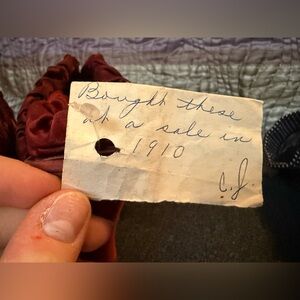 Bought these
at a sale in
1910
C.J.